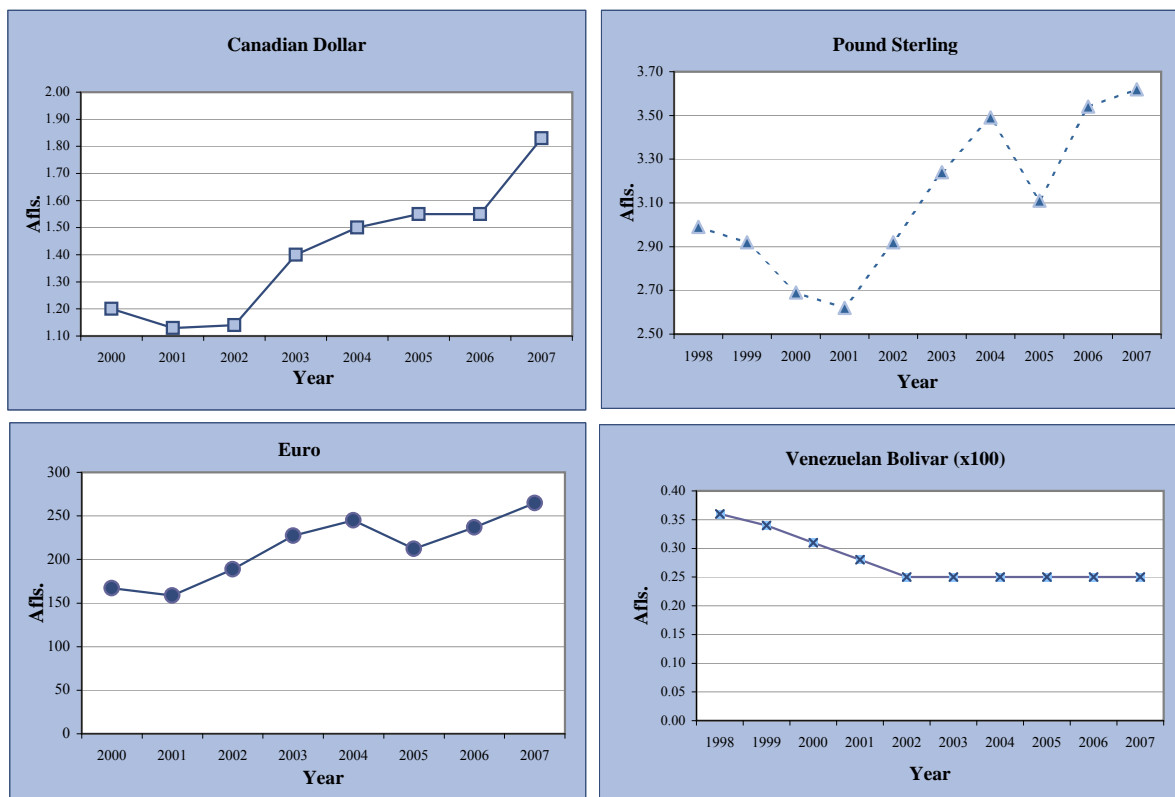 Canadian Dollar
2.00
1.90
1.80
1.70
1.60
1.50
1.40
1.30
1.20
1.10
Afls.
2000 2001 2002 2003 2004 2005 2006 2007
Year
Pound Sterling
3.70
3.50
3.30
3.10
2.90
2.70
2.50
Afls.
1998 1999 2000 2001 2002 2003 2004 2005 2006 2007
Year
Euro
300
250
200
150
100
50
0
Afls.
2000 2001 2002 2003 2004 2005 2006 2007
Year
Venezuelan Bolivar (x100)
0.40
0.35
0.30
0.25
0.20
0.15
0.10
0.05
0.00
Afls.
1998 1999 2000 2001 2002 2003 2004 2005 2006 2007
Year